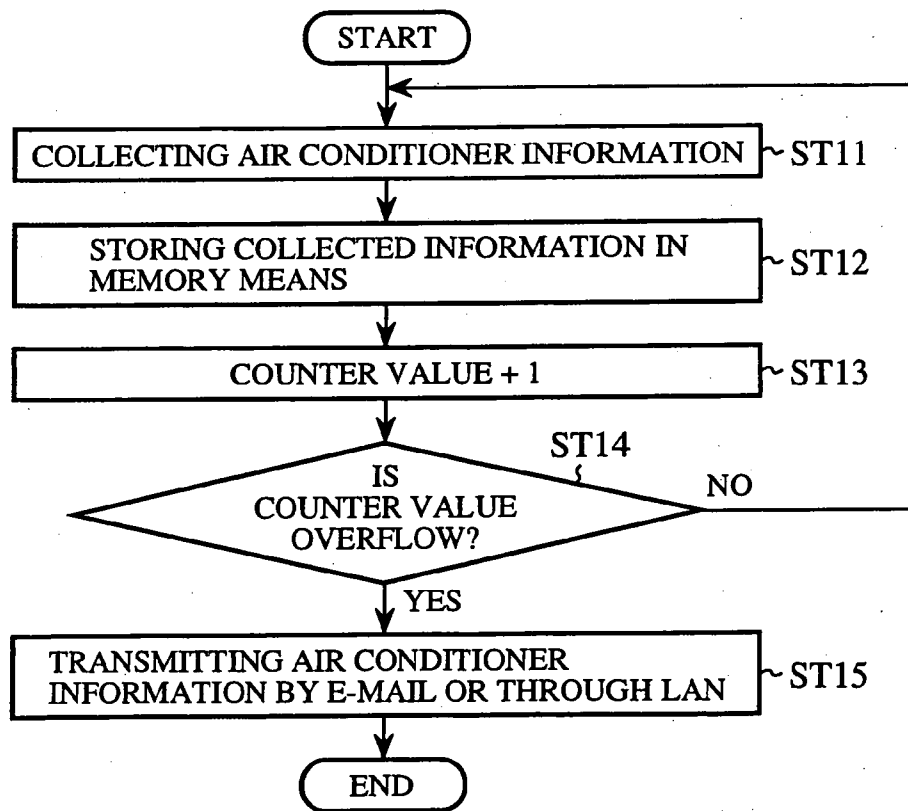 START
COLLECTING AIR CONDITIONER INFORMATION
ST11
STORING COLLECTED INFORMATION IN
MEMORY MEANS
ST12
COUNTER VALUE + 1
ST13
ST14
IS
COUNTER VALUE
OVERFLOW?
NO
YES
TRANSMITTING AIR CONDITIONER
INFORMATION BY E-MAIL OR THROUGH LAN
ST15
END